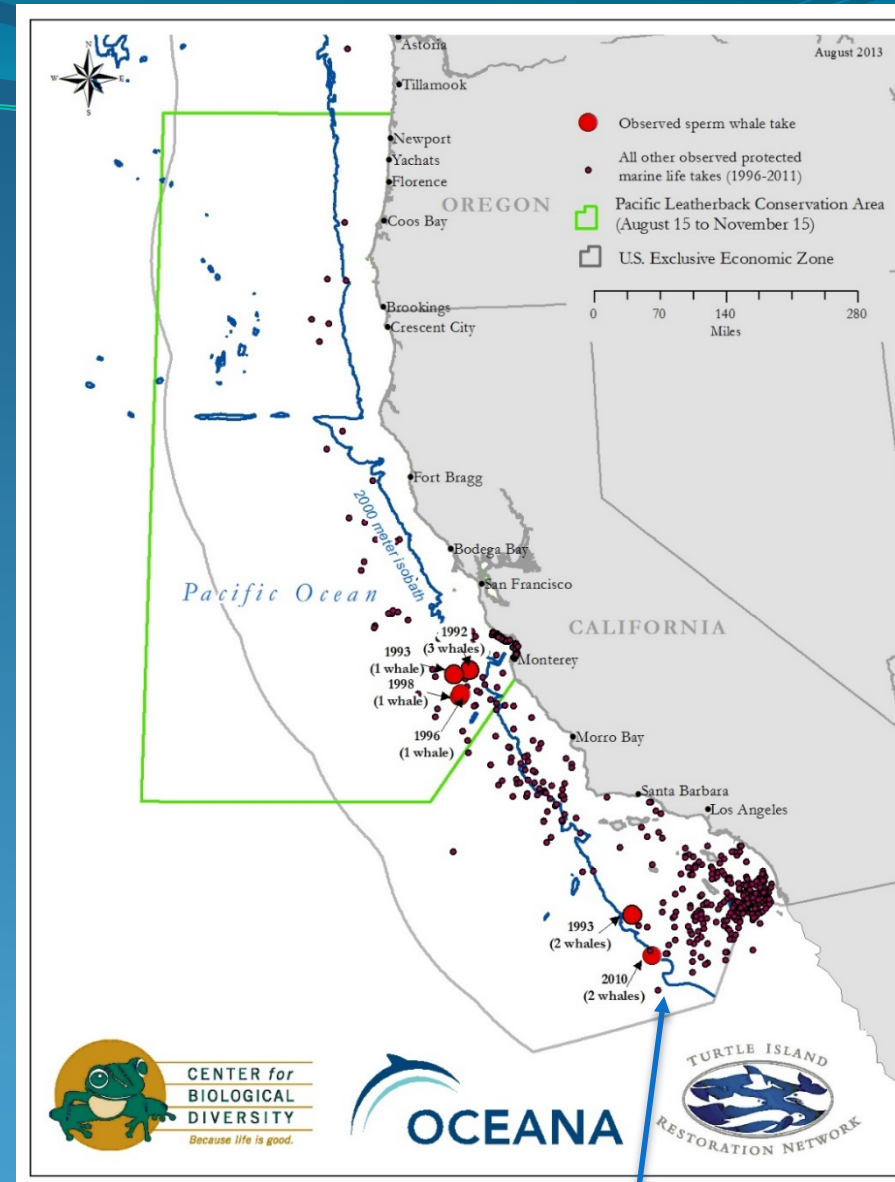 August 2013
N
W
E
S
Astoria
Tillamook
Newport
Yachats
Florence
Coos Bay
OREGON
Brookings
Crescent City
Observed sperm whale take
All other observed protected
marine life takes (1996-2011)
Pacific Leatherback Conservation Area
(August 15 to November 15)
U.S. Exclusive Economic Zone
0 70 140 280
Miles
Fort Bragg
2000 meter isobath
Bodega Bay
San Francisco
Pacific Ocean
CALIFORNIA
1992
(3 whales)
1993
(1 whale)
Monterey
1998
(1 whale)
1996
(1 whale)
Morro Bay
Santa Barbara
Los Angeles
1993
(2 whales)
2010
(2 whales)
CENTER for
BIOLOGICAL
DIVERSITY
Because life is good.
OCEANA
TURTLE ISLAND
RESTORATION NETWORK